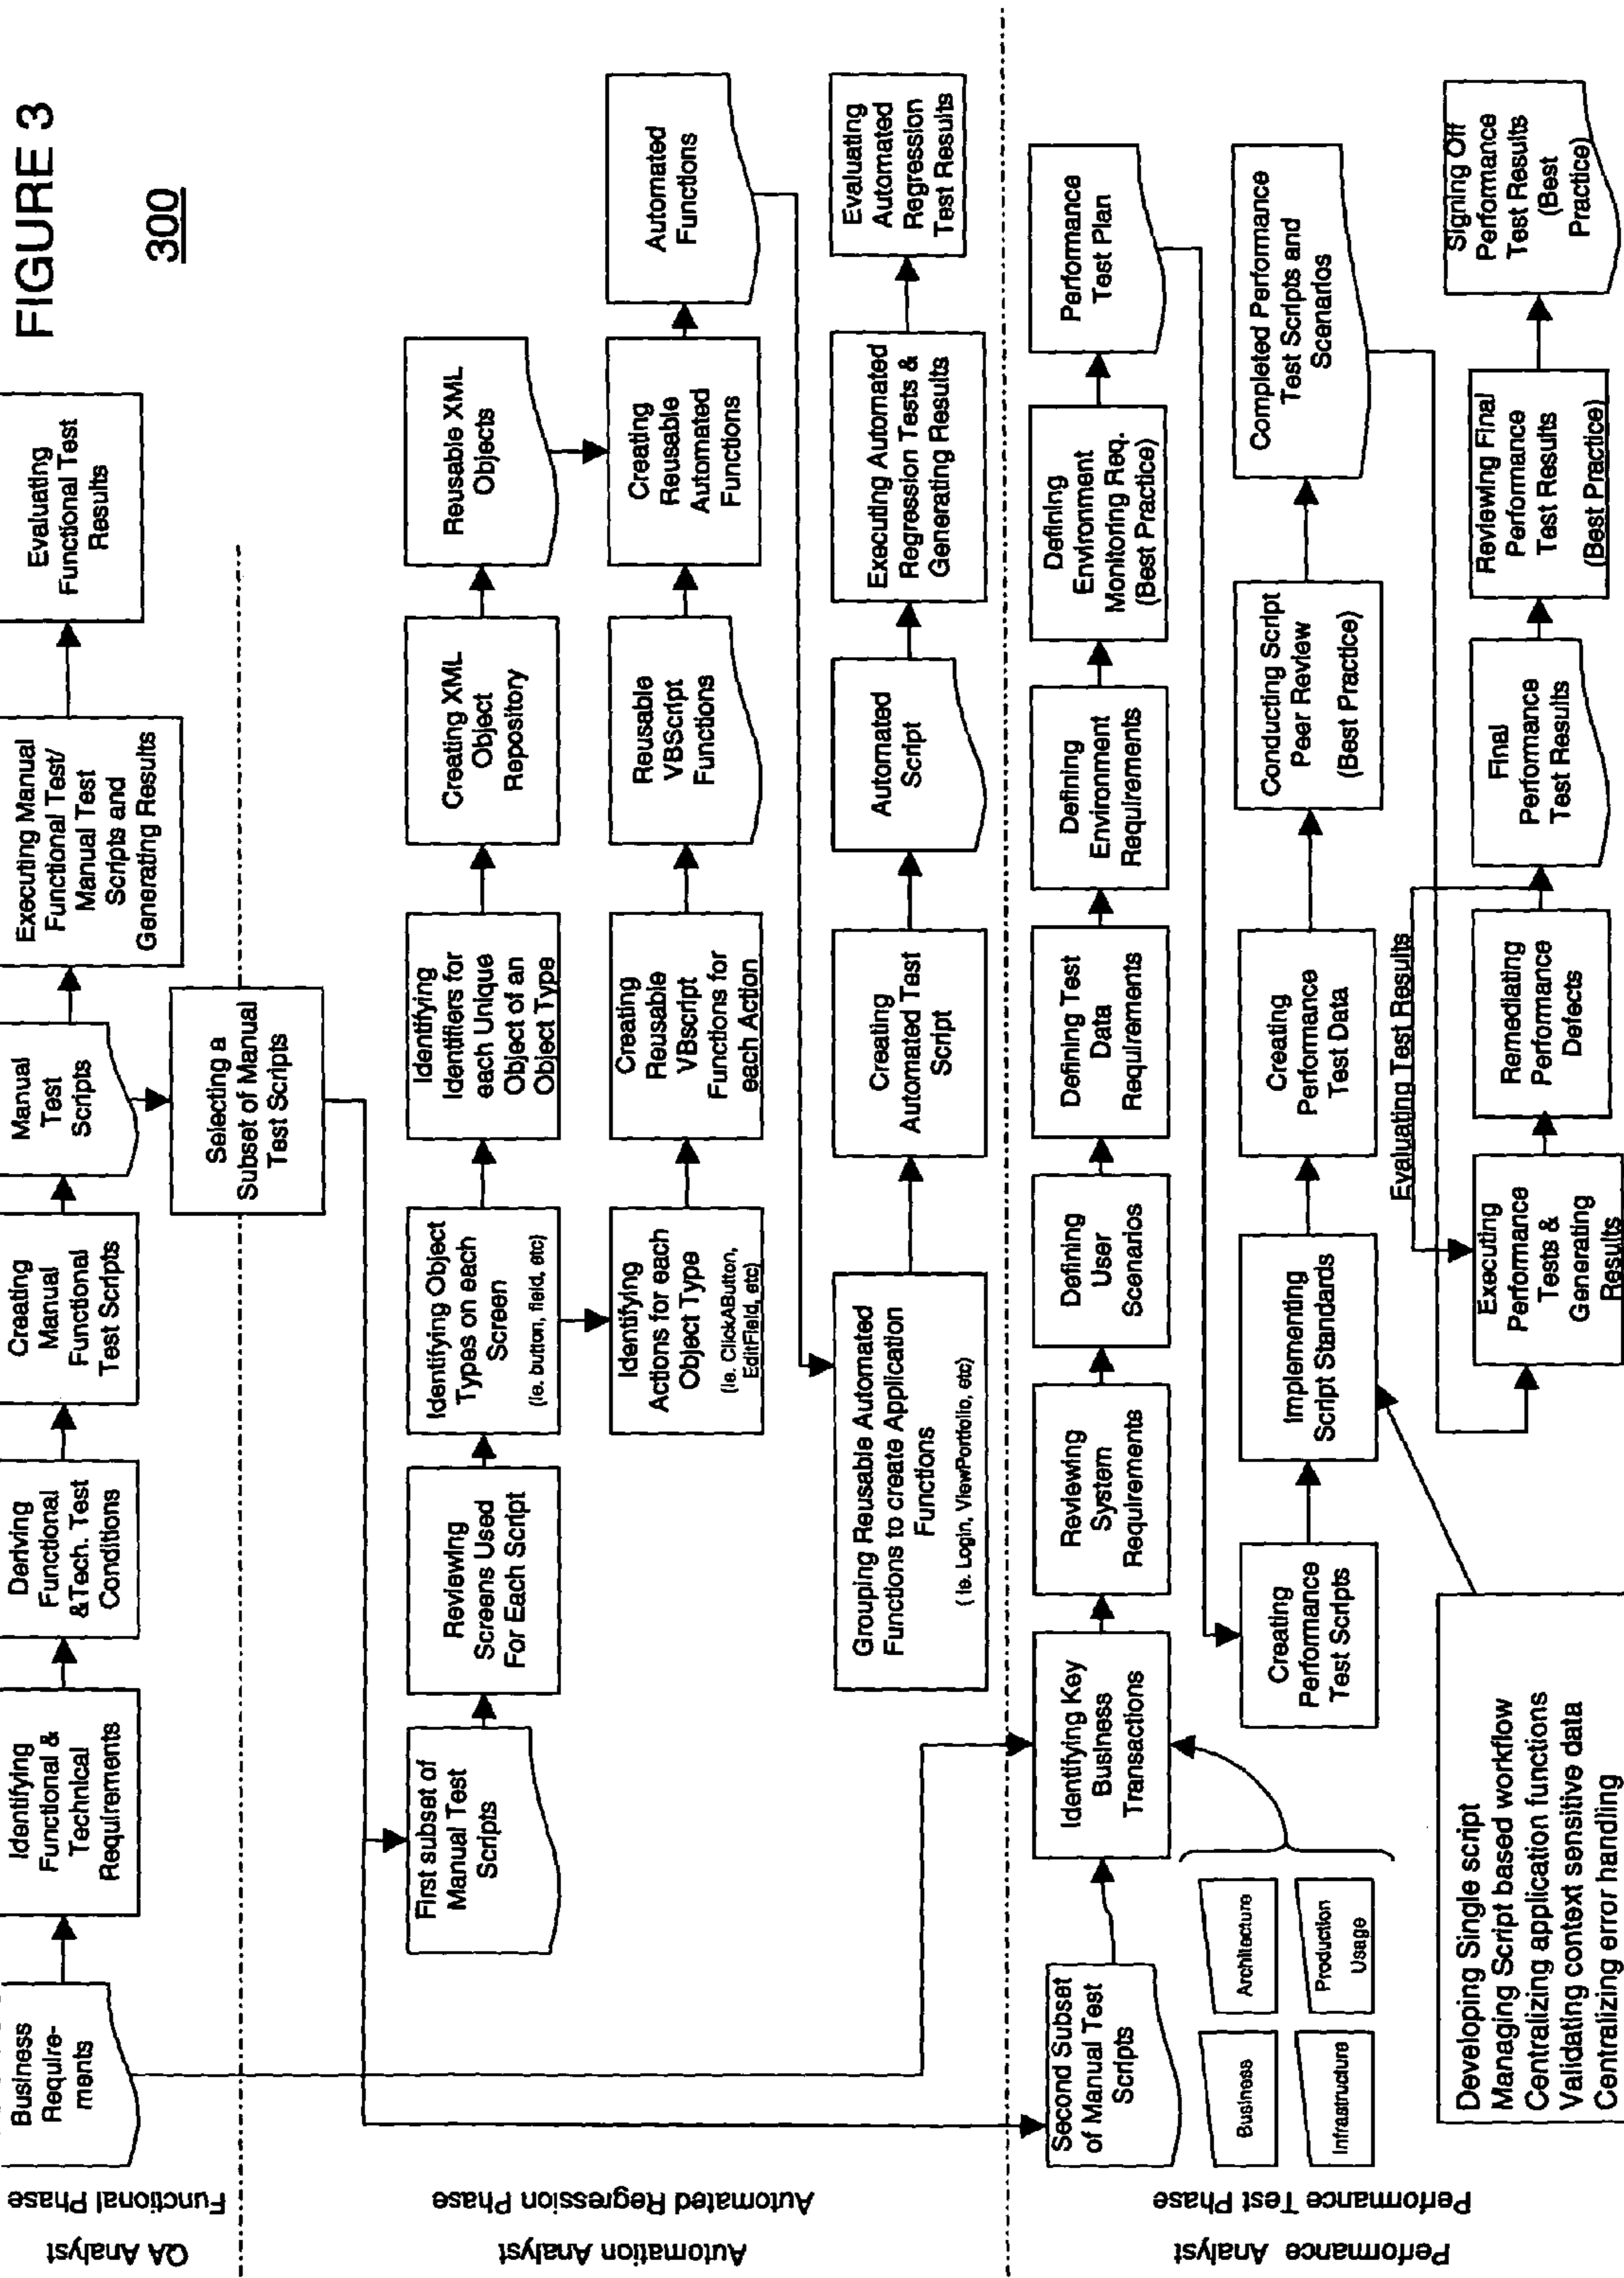 FIGURE 3
300
QA Analyst
Functional Phase
Business
Require-
ments
Identifying
Functional &
Technical
Requirements
Deriving
Functional
&Tech. Test
Conditions
Creating
Manual
Functional
Test Scripts
Manual
Test
Scripts
Executing Manual
Functional Test/
Manual Test
Scripts and
Generating Results
Evaluating
Functional Test
Results
Selecting a
Subset of Manual
Test Scripts
Automation Analyst
Automated Regression Phase
First subset of
Manual Test
Scripts
Reviewing
Screens Used
For Each Script
Identifying Object
Types on each
Screen
(ie. button, field, etc)
Identifying
Identifiers for
each Unique
Object of an
Object Type
Creating XML
Object
Repository
Reusable XML
Objects
Identifying
Actions for each
Object Type
(ie. ClickAButton,
EditField, etc)
Creating
Reusable
VBscript
Functions for
each Action
Reusable
VBScript
Functions
Creating
Reusable
Automated
Functions
Automated
Functions
Grouping Reusable Automated
Functions to create Application
Functions
( ie. Login, ViewPortfolio, etc)
Creating
Automated Test
Script
Automated
Script
Executing Automated
Regression Tests &
Generating Results
Evaluating
Automated
Regression
Test Results
Performance Analyst
Performance Test Phase
Second Subset
of Manual Test
Scripts
Identifying Key
Business
Transactions
Reviewing
System
Requirements
Defining
User
Scenarios
Defining Test
Data
Requirements
Defining
Environment
Requirements
Defining
Environment
Monitoring Req.
(Best Practice)
Performance
Test Plan
Business
Architecture
Infrastructure
Production
Usage
Creating
Performance
Test Scripts
Implementing
Script Standards
Creating
Performance
Test Data
Conducting Script
Peer Review
(Best Practice)
Completed Performance
Test Scripts and
Scenarios
Evaluating Test Results
Developing Single script
Managing Script based workflow
Centralizing application functions
Validating context sensitive data
Centralizing error handling
Executing
Performance
Tests &
Generating
Results
Remediating
Performance
Defects
Final
Performance
Test Results
Reviewing Final
Performance
Test Results
(Best Practice)
Signing Off
Performance
Test Results
(Best
Practice)